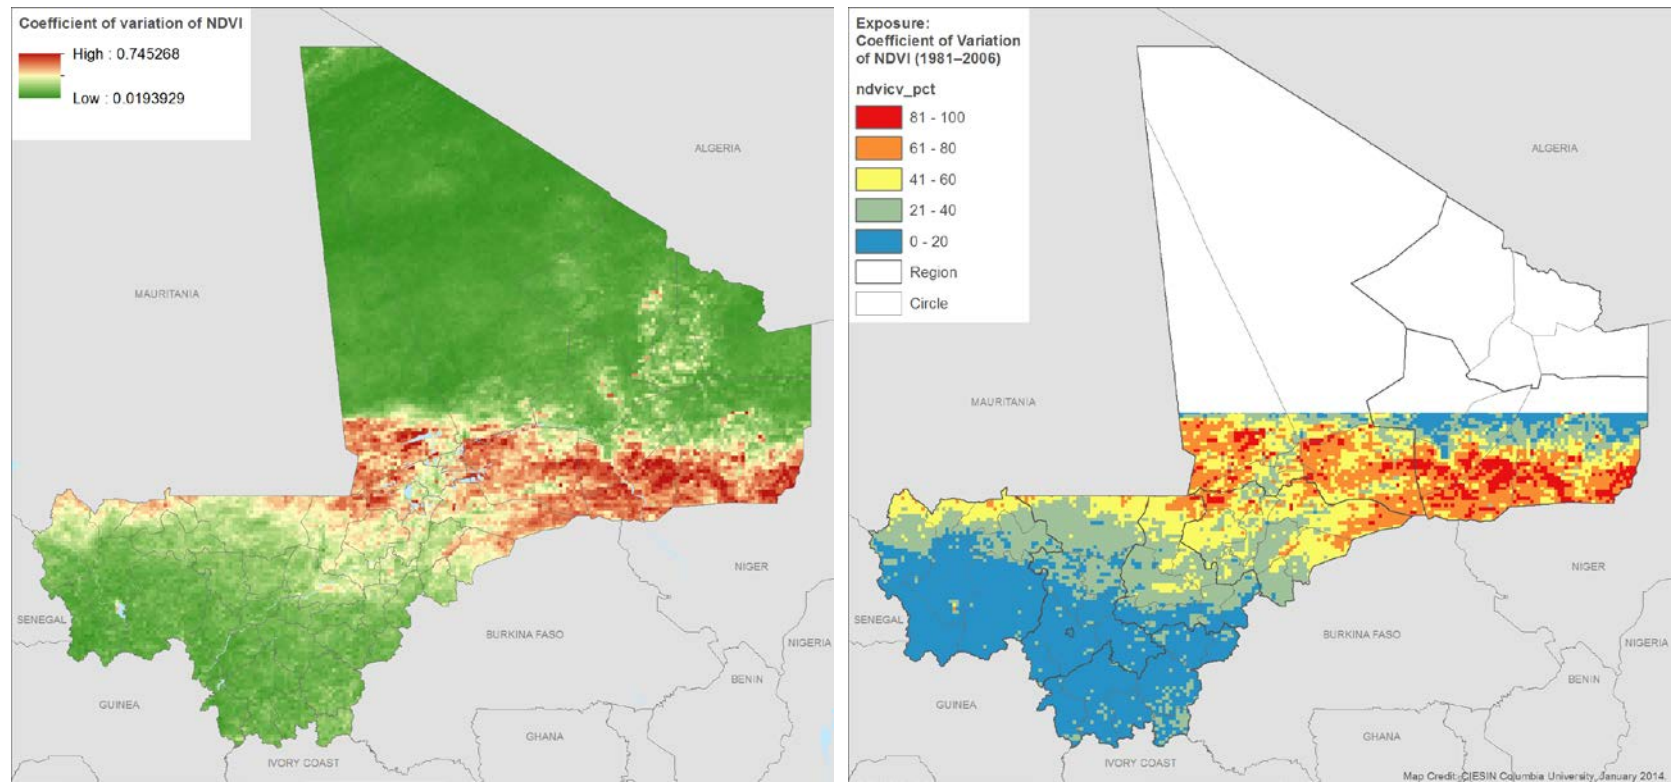 Coefficient of variation of NDVI
High : 0.745268
Low : 0.0193929
ALGERIA
MAURITANIA
NIGER
SENEGAL
BURKINA FASO
NIGERIA
BENIN
GUINEA
GHANA
IVORY COAST
Exposure:
Coefficient of Variation
of NDVI (1981–2006)
ndvicv_pct
81 - 100
61 - 80
41 - 60
21 - 40
0 - 20
Region
Circle
ALGERIA
MAURITANIA
NIGER
SENEGAL
BURKINA FASO
NIGERIA
BENIN
GUINEA
GHANA
IVORY COAST
Map Credit: CIESIN Columbia University, January 2014